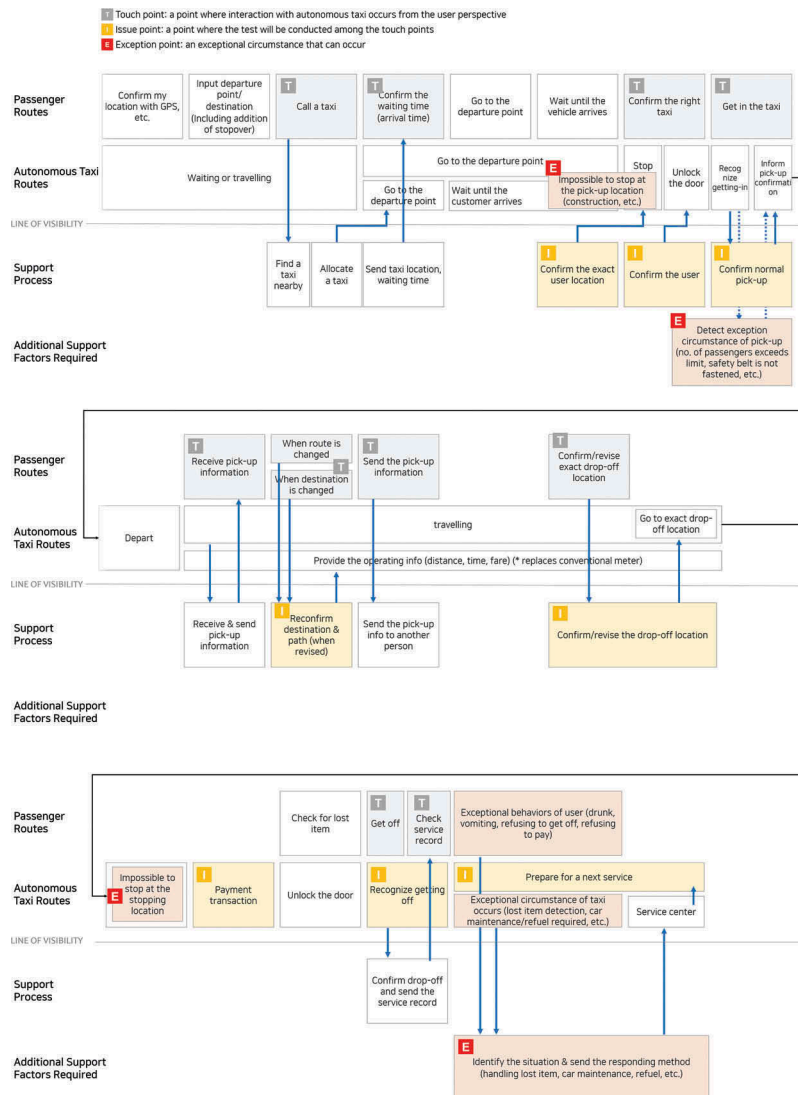 T Touch point: a point where interaction with autonomous taxi occurs from the user perspective
I Issue point: a point where the test will be conducted among the touch points
E Exception point: an exceptional circumstance that can occur
Passenger
Routes
Confirm my
location with GPS,
etc.
Input departure
point/
destination
(Including addition
of stopover)
T
Call a taxi
T
Confirm the
waiting time
(arrival time)
Go to the
departure point
Wait until the
vehicle arrives
T
Confirm the right
taxi
T
Get in the taxi
Autonomous Taxi
Routes
Waiting or travelling
Go to the departure point
Go to the
departure point
Wait until the
customer arrives
E
Impossible to stop at
the pick-up location
(construction, etc.)
Stop
Unlock
the door
Recog
nize
getting-in
Inform
pick-up
confirmati
on
LINE OF VISIBILITY
Support
Process
Find a
taxi
nearby
Allocate
a taxi
Send taxi location,
waiting time
I
Confirm the exact
user location
I
Confirm the user
I
Confirm normal
pick-up
Additional Support
Factors Required
E
Detect exception
circumstance of pick-up
(no. of passengers exceeds
limit, safety belt is not
fastened, etc.)
Passenger
Routes
T
Receive pick-up
information
When route is
changed
T
When destination
is changed
T
T
Send the pick-up
information
T
Confirm/revise
exact drop-off
location
Autonomous
Taxi Routes
Depart
travelling
Go to exact drop-
off location
Provide the operating info (distance, time, fare) (* replaces conventional meter)
LINE OF VISIBILITY
Support
Process
Receive & send
pick-up
information
I
Reconfirm
destination &
path (when
revised)
Send the pick-up
info to another
person
I
Confirm/revise the drop-off location
Additional Support
Factors Required
Passenger
Routes
Check for lost
item
T
Get off
T
Check
service
record
Exceptional behaviors of user (drunk,
vomiting, refusing to get off, refusing
to pay)
Autonomous
Taxi Routes
E
Impossible to
stop at the
stopping
location
I
Payment
transaction
Unlock the door
I
Recognize getting
off
I
Prepare for a next service
Exceptional circumstance of taxi
occurs (lost item detection, car
maintenance/refuel required, etc.)
Service center
LINE OF VISIBILITY
Support
Process
Confirm drop-off
and send the
service record
Additional Support
Factors Required
E
Identify the situation & send the responding method
(handling lost item, car maintenance, refuel, etc.)